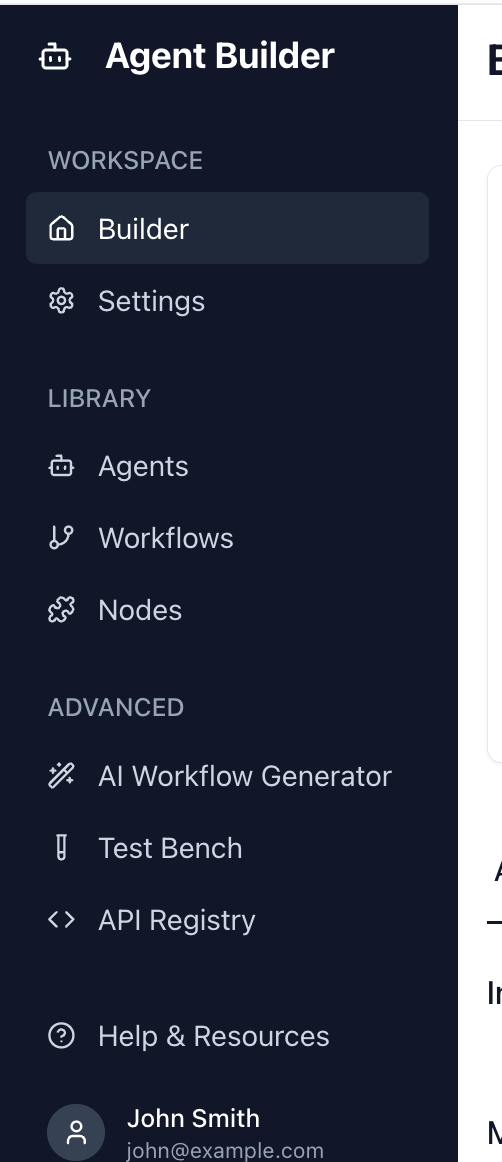 Agent Builder
WORKSPACE
Builder
Settings
LIBRARY
Agents
Workflows
Nodes
ADVANCED
AI Workflow Generator
Test Bench
API Registry
Help & Resources
John Smith
john@example.com